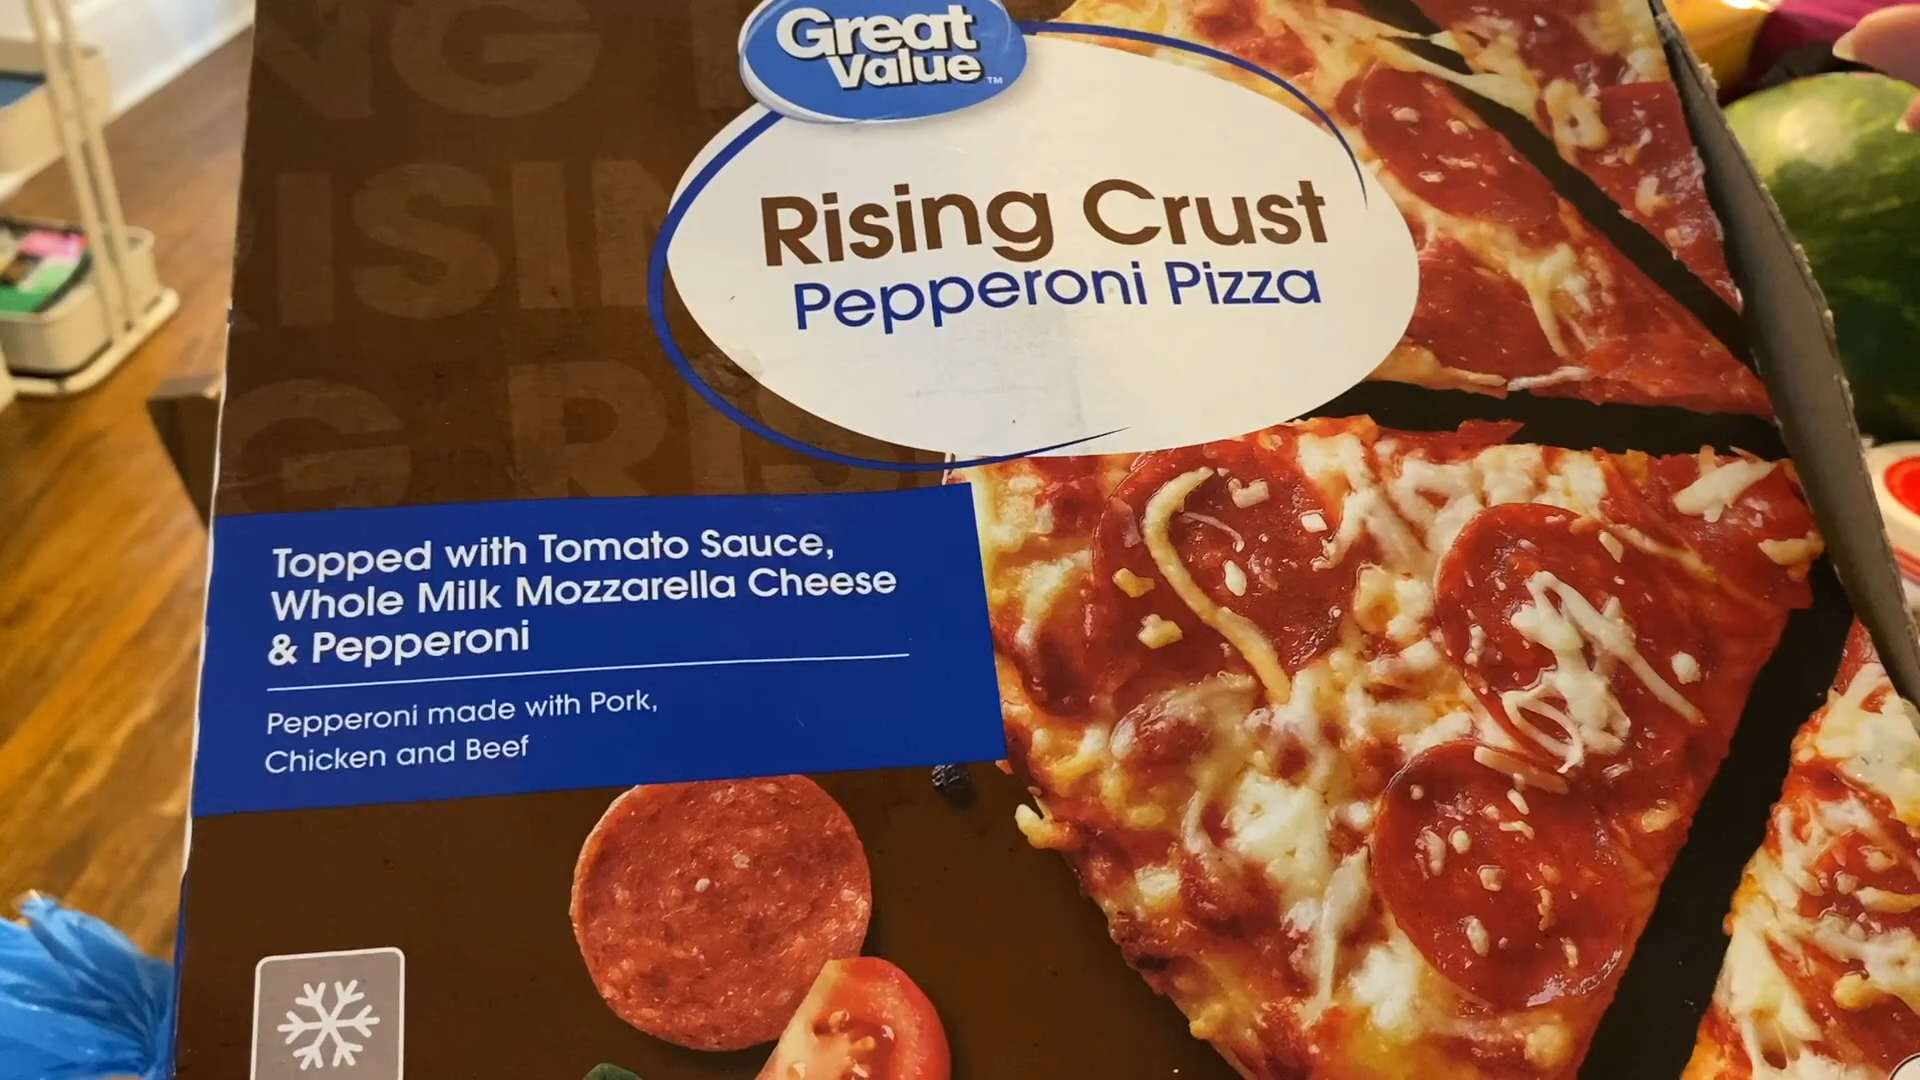 Great
Value™
Rising Crust
Pepperoni Pizza
Topped with Tomato Sauce,
Whole Milk Mozzarella Cheese
& Pepperoni
Pepperoni made with Pork,
Chicken and Beef